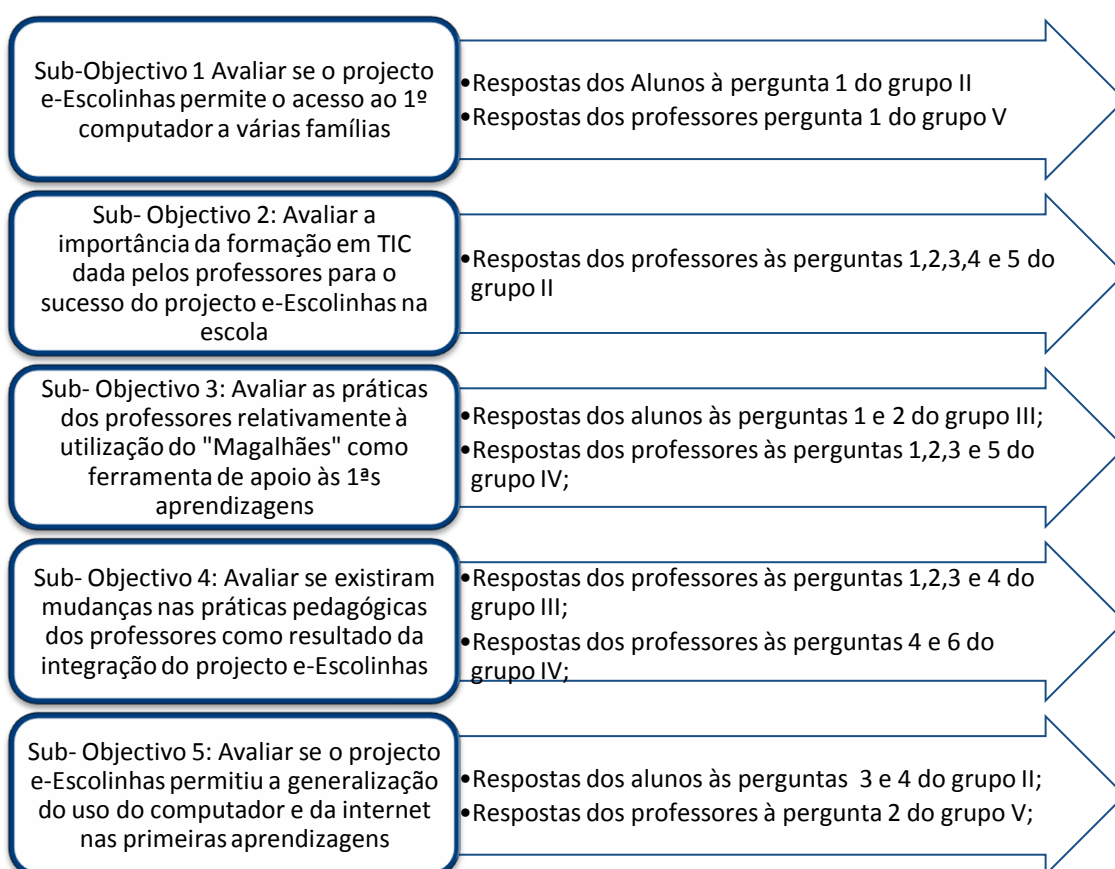 Sub-Objectivo 1 Avaliar se o projecto
e-Escolinhas permite o acesso ao 1º
computador a várias famílias
•Respostas dos Alunos à pergunta 1 do grupo II
•Respostas dos professores pergunta 1 do grupo V
Sub- Objectivo 2: Avaliar a
importância da formação em TIC
dada pelos professores para o
sucesso do projecto e-Escolinhas na
escola
•Respostas dos professores às perguntas 1,2,3,4 e 5 do
grupo II
Sub- Objectivo 3: Avaliar as práticas
dos professores relativamente à
utilização do "Magalhães" como
ferramenta de apoio às 1ªs
aprendizagens
•Respostas dos alunos às perguntas 1 e 2 do grupo III;
•Respostas dos professores às perguntas 1,2,3 e 5 do
grupo IV;
Sub- Objectivo 4: Avaliar se existiram
mudanças nas práticas pedagógicas
dos professores como resultado da
integração do projecto e-Escolinhas
•Respostas dos professores às perguntas 1,2,3 e 4 do
grupo III;
•Respostas dos professores às perguntas 4 e 6 do
grupo IV;
Sub- Objectivo 5: Avaliar se o projecto
e-Escolinhas permitiu a generalização
do uso do computador e da internet
nas primeiras aprendizagens
•Respostas dos alunos às perguntas  3 e 4 do grupo II;
•Respostas dos professores à pergunta 2 do grupo V;